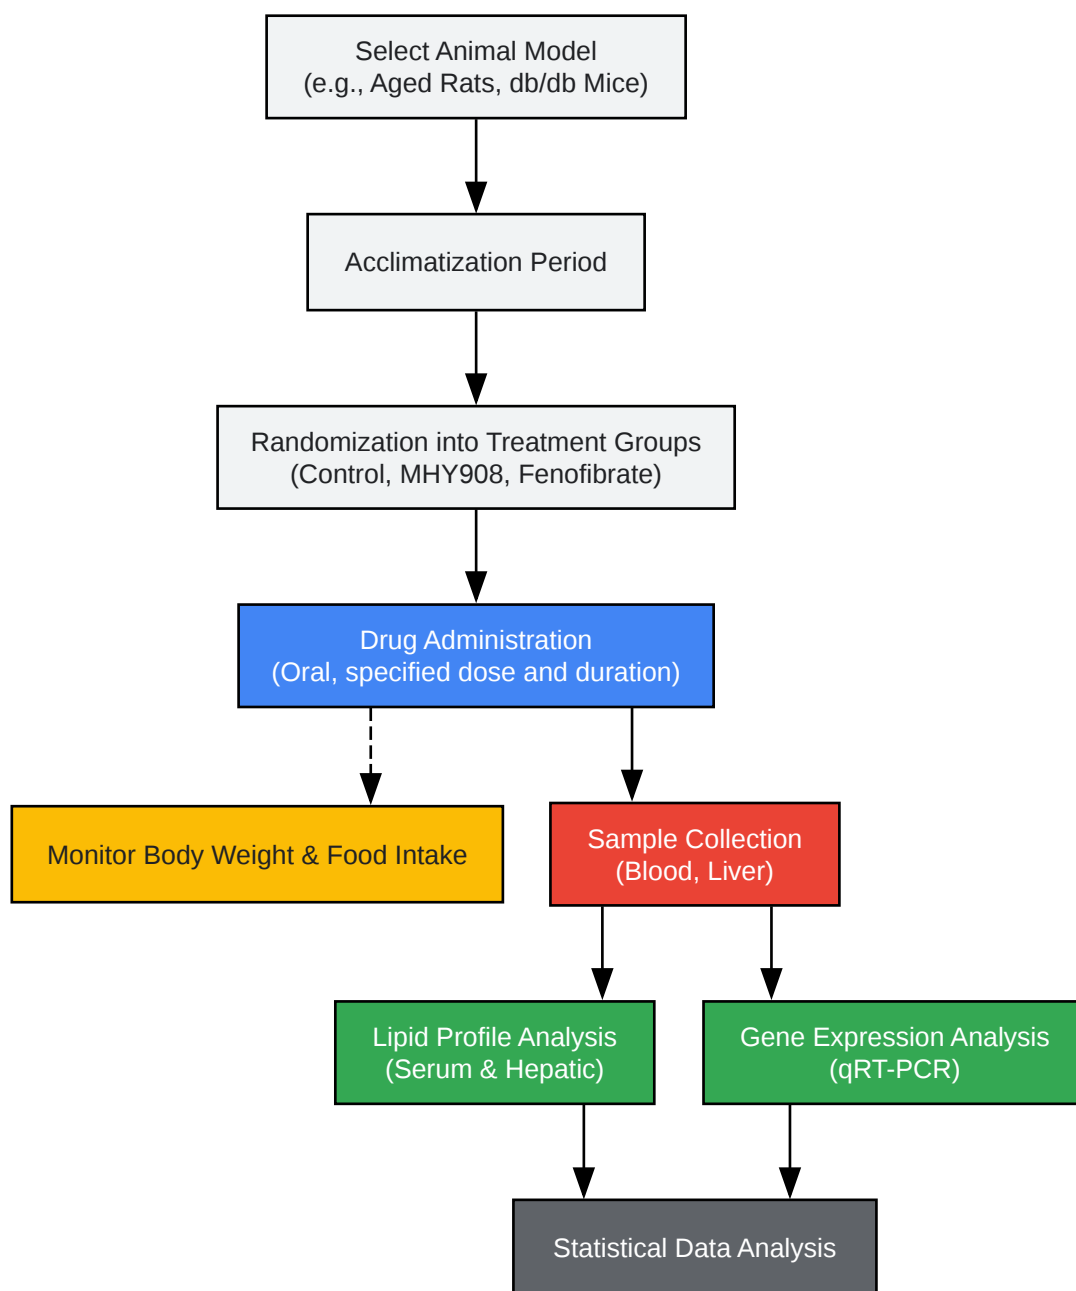 Select Animal Model
(e.g., Aged Rats, db/db Mice)
Acclimatization Period
Randomization into Treatment Groups
(Control, MHY908, Fenofibrate)
Drug Administration
(Oral, specified dose and duration)
Monitor Body Weight & Food Intake
Sample Collection
(Blood, Liver)
Lipid Profile Analysis
(Serum & Hepatic)
Gene Expression Analysis
(qRT-PCR)
Statistical Data Analysis